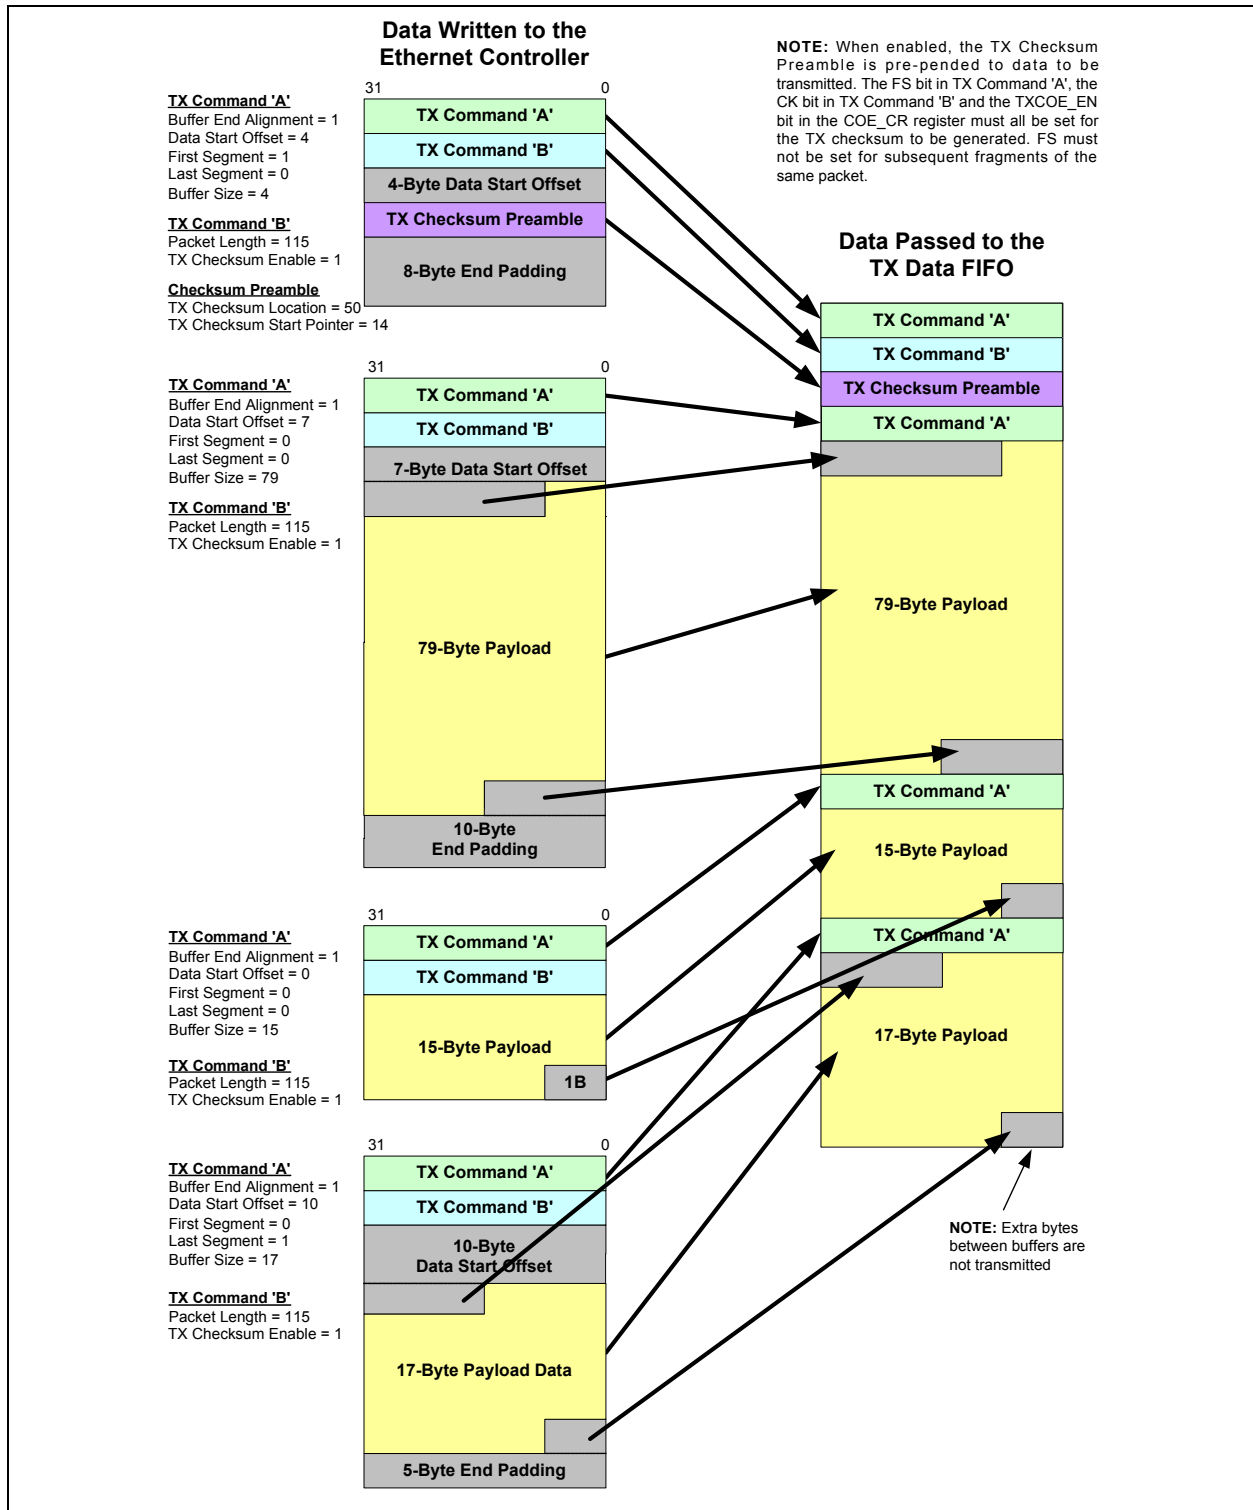 Data Written to the
Ethernet Controller
NOTE: When enabled, the TX Checksum
Preamble is pre-pended to data to be
transmitted. The FS bit in TX Command 'A', the
CK bit in TX Command 'B' and the TXCOE_EN
bit in the COE_CR register must all be set for
the TX checksum to be generated. FS must
not be set for subsequent fragments of the
same packet.
31 0
TX Command 'A'
Buffer End Alignment = 1
Data Start Offset = 4
First Segment = 1
Last Segment = 0
Buffer Size = 4
TX Command 'B'
Packet Length = 115
TX Checksum Enable = 1
Checksum Preamble
TX Checksum Location = 50
TX Checksum Start Pointer = 14
TX Command 'A'
TX Command 'B'
4-Byte Data Start Offset
TX Checksum Preamble
8-Byte End Padding
Data Passed to the
TX Data FIFO
TX Command 'A'
TX Command 'B'
TX Checksum Preamble
TX Command 'A'
79-Byte Payload
TX Command 'A'
15-Byte Payload
TX Command 'A'
17-Byte Payload
NOTE: Extra bytes
between buffers are
not transmitted
31 0
TX Command 'A'
Buffer End Alignment = 1
Data Start Offset = 7
First Segment = 0
Last Segment = 0
Buffer Size = 79
TX Command 'B'
Packet Length = 115
TX Checksum Enable = 1
TX Command 'A'
TX Command 'B'
7-Byte Data Start Offset
79-Byte Payload
10-Byte
End Padding
31 0
TX Command 'A'
Buffer End Alignment = 1
Data Start Offset = 0
First Segment = 0
Last Segment = 0
Buffer Size = 15
TX Command 'B'
Packet Length = 115
TX Checksum Enable = 1
TX Command 'A'
TX Command 'B'
15-Byte Payload
1B
31 0
TX Command 'A'
Buffer End Alignment = 1
Data Start Offset = 10
First Segment = 0
Last Segment = 1
Buffer Size = 17
TX Command 'B'
Packet Length = 115
TX Checksum Enable = 1
TX Command 'A'
TX Command 'B'
10-Byte
Data Start Offset
17-Byte Payload Data
5-Byte End Padding